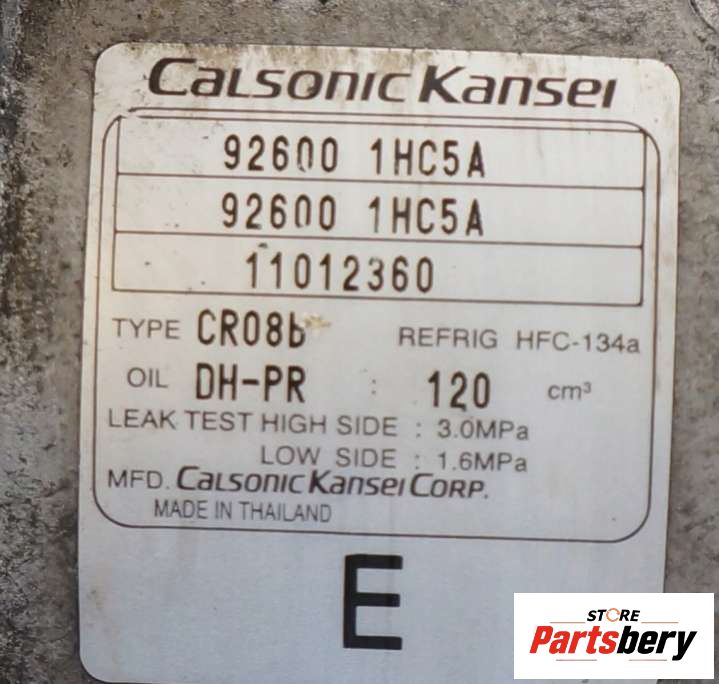 CALSONIC KANSEI
92600 1HC5A
92600 1HC5A
11012360
TYPE CR08b REFRIG HFC-134a
OIL DH-PR : 120 cm³
LEAK TEST HIGH SIDE : 3.0MPa
LOW SIDE : 1.6MPa
MFD. CALSONIC KANSEI CORP.
MADE IN THAILAND
E
STORE
Partsbery